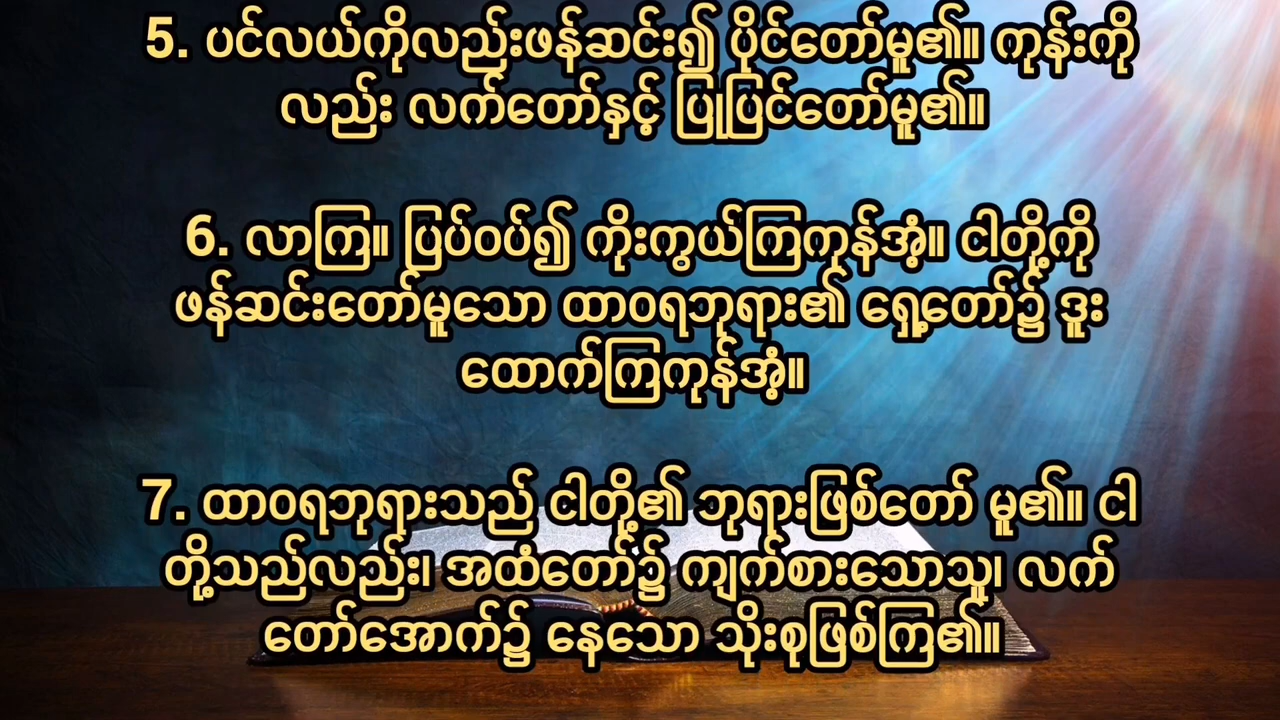 5. ပင်လယ်ကိုလည်းဖန်ဆင်း၍ ပိုင်တော်မူ၏။ ကုန်းကို
လည်း လက်တော်နှင့် ပြုပြင်တော်မူ၏။
6. လာကြ။ ပြပ်ဝပ်၍ ကိုးကွယ်ကြကုန်အံ့။ ငါတို့ကို
ဖန်ဆင်းတော်မူသော ထာဝရဘုရား၏ ရှေ့တော်၌ ဒူး
ထောက်ကြကုန်အံ့။
7. ထာဝရဘုရားသည် ငါတို့၏ ဘုရားဖြစ်တော် မူ၏။ ငါ
တို့သည်လည်း၊ အထံတော်၌ ကျက်စားသောသူ၊ လက်
တော်အောက်၌ နေသော သိုးစုဖြစ်ကြ၏။